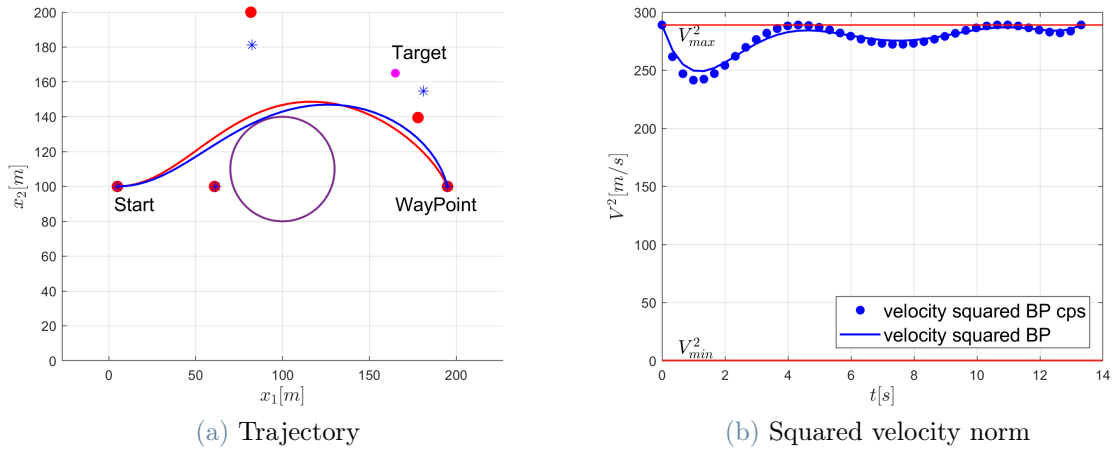 200
180
160
140
120
100
80
60
40
20
0
x₂[m]
Target
Start
WayPoint
0
50
100
150
200
x₁[m]
(a) Trajectory
300
250
200
150
100
50
0
V²[m/s]
V²max
velocity squared BP cps
velocity squared BP
V²min
0
2
4
6
8
10
12
14
t[s]
(b) Squared velocity norm